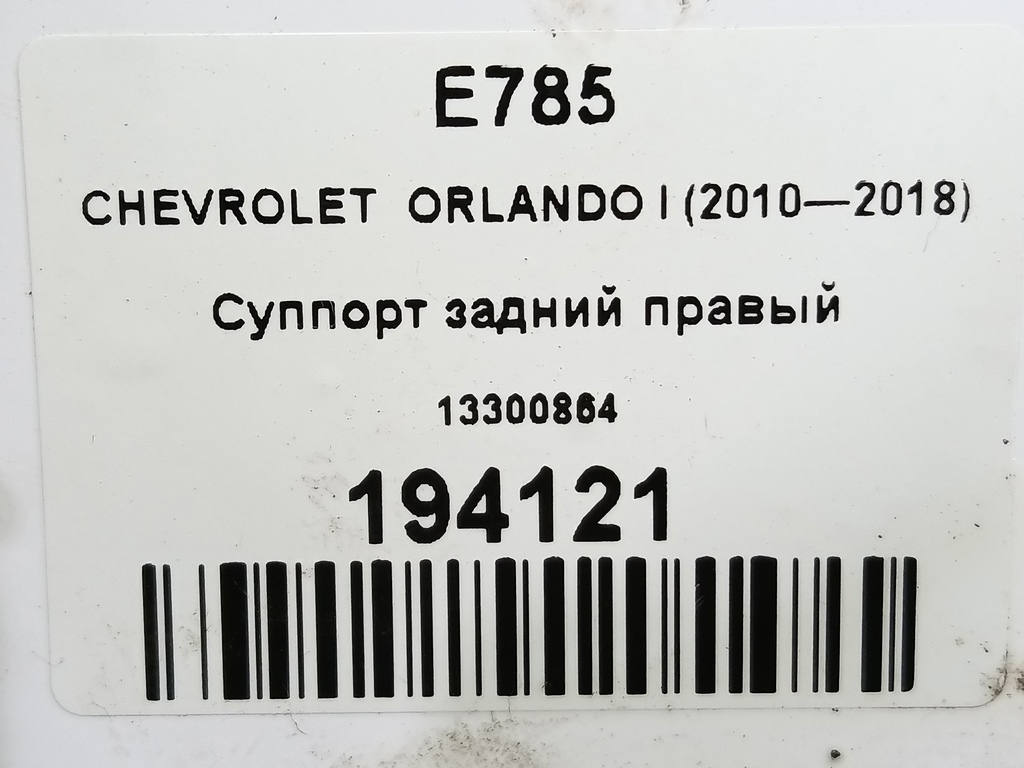 E785
CHEVROLET ORLANDO I (2010—2018)
Суппорт задний правый
13300864
194121